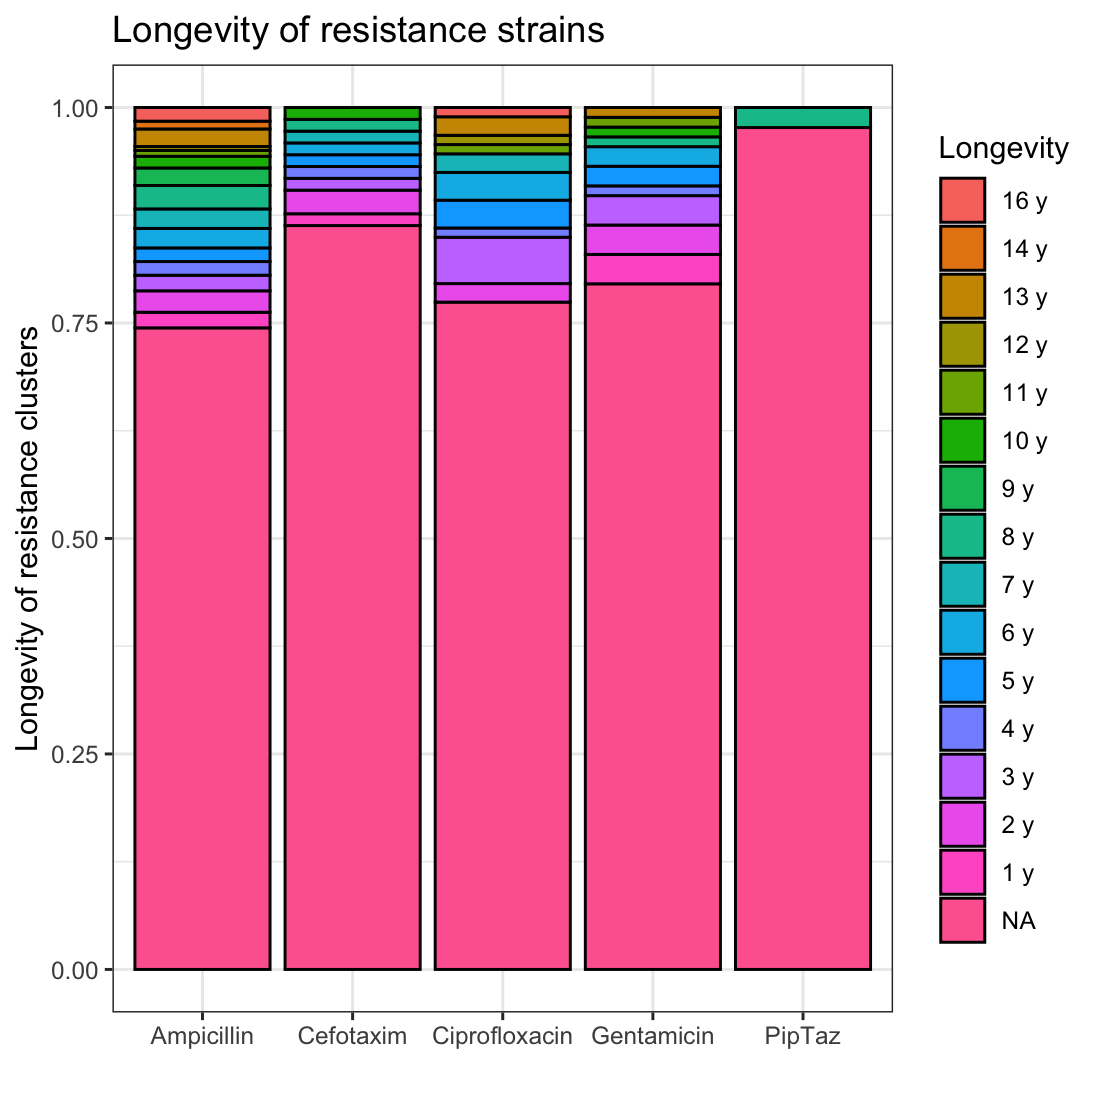 Longevity of resistance strains
Longevity of resistance clusters
1.00
0.75
0.50
0.25
0.00
Ampicillin
Cefotaxim
Ciprofloxacin
Gentamicin
PipTaz
Longevity
16 y
14 y
13 y
12 y
11 y
10 y
9 y
8 y
7 y
6 y
5 y
4 y
3 y
2 y
1 y
NA